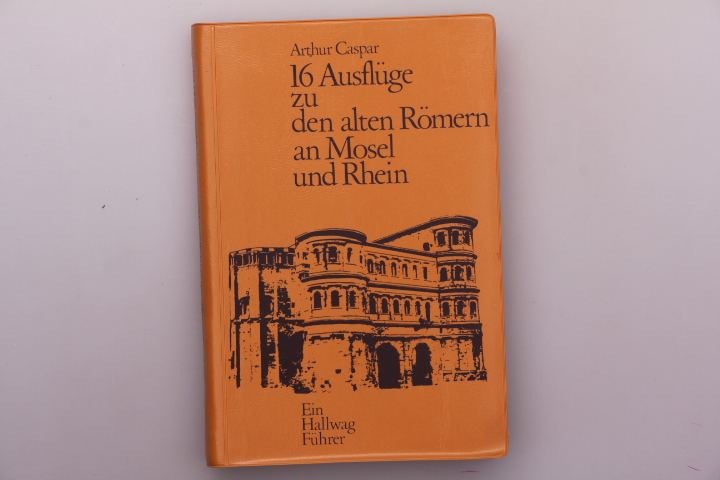 Arthur Caspar
16 Ausflüge
zu
den alten Römern
an Mosel
und Rhein
Ein
Hallwag
Führer